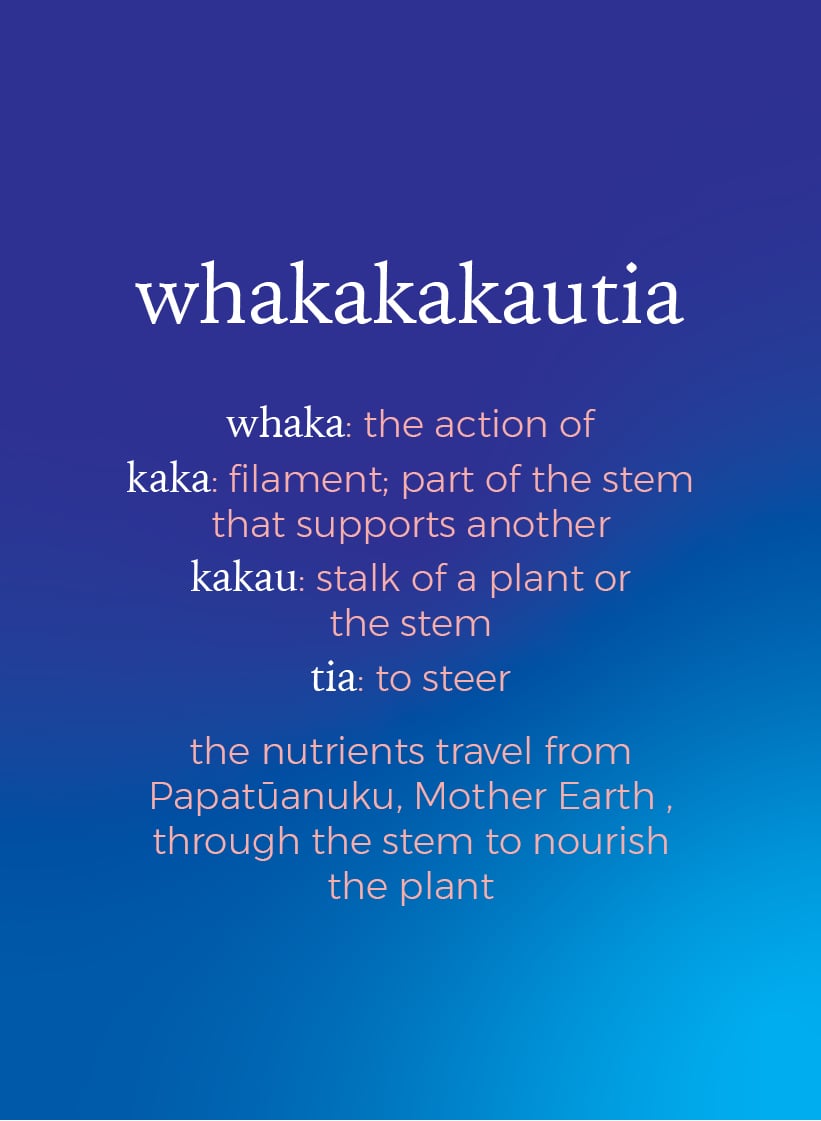 whakakakautia
whaka: the action of
kaka: filament; part of the stem
that supports another
kakau: stalk of a plant or
the stem
tia: to steer
the nutrients travel from
Papatūanuku, Mother Earth ,
through the stem to nourish
the plant